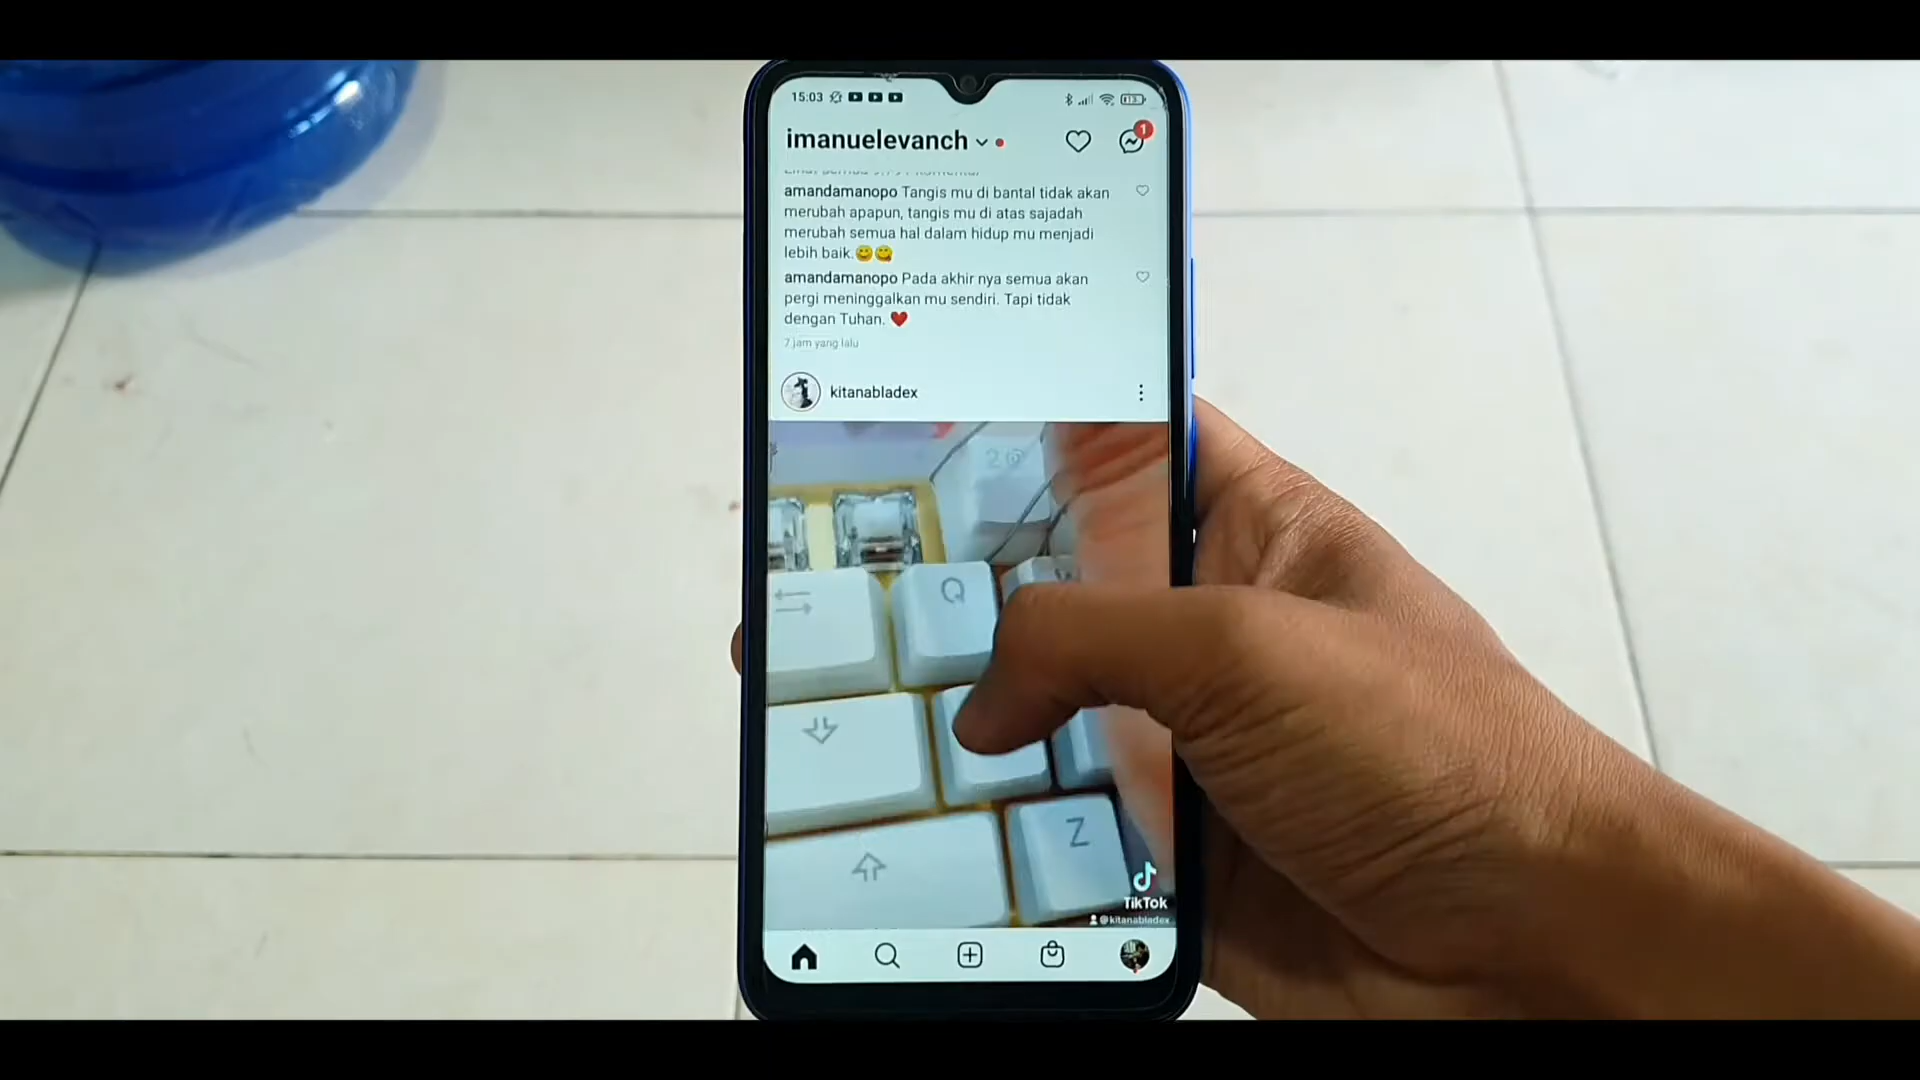 15:03
imanuelevanch
1
amandamanopo Tangis mu di bantal tidak akan
merubah apapun, tangis mu di atas sajadah
merubah semua hal dalam hidup mu menjadi
lebih baik.😄😋
amandamanopo Pada akhir nya semua akan
pergi meninggalkan mu sendiri. Tapi tidak
dengan Tuhan. ❤️
7 jam yang lalu
kitanabladex
2@
Q
Z
TikTok
@kitanabladex